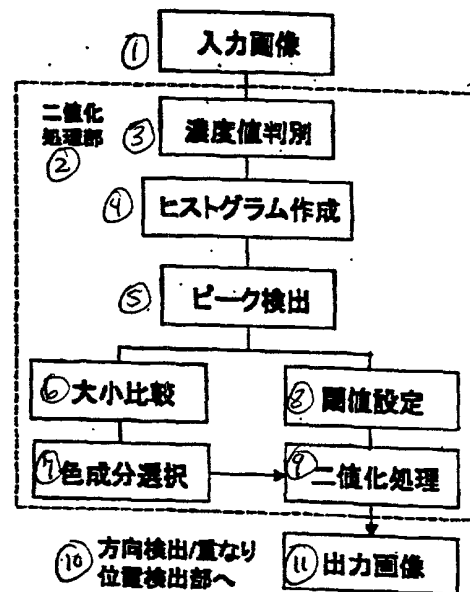 ① 入力画像
二値化
処理部
②
③ 濃度値判別
④ ヒストグラム作成
⑤ ピーク検出
⑥ 大小比較
⑧ 閾値設定
⑦ 色成分選択
⑨ 二値化処理
⑩ 方向検出/重なり
位置検出部へ
⑪ 出力画像